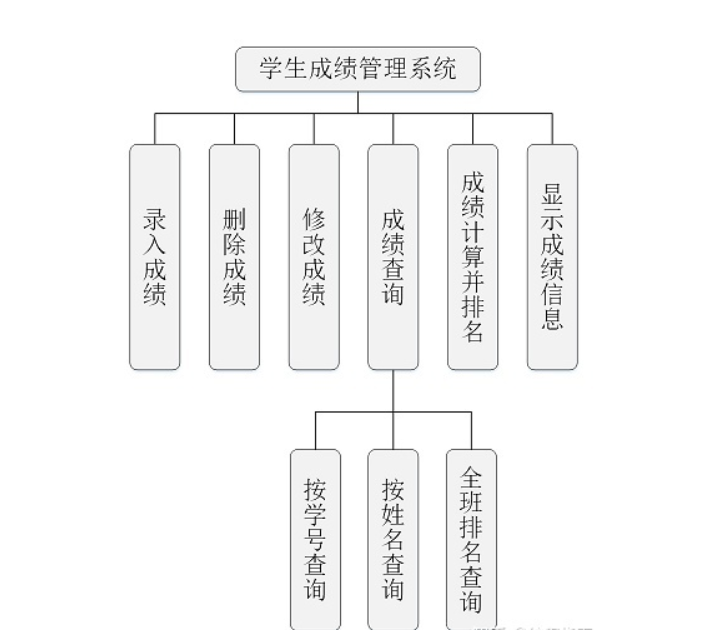 学生成绩管理系统
录入成绩
删除成绩
修改成绩
成绩查询
成绩计算并排名
显示成绩信息
按学号查询
按姓名查询
全班排名查询